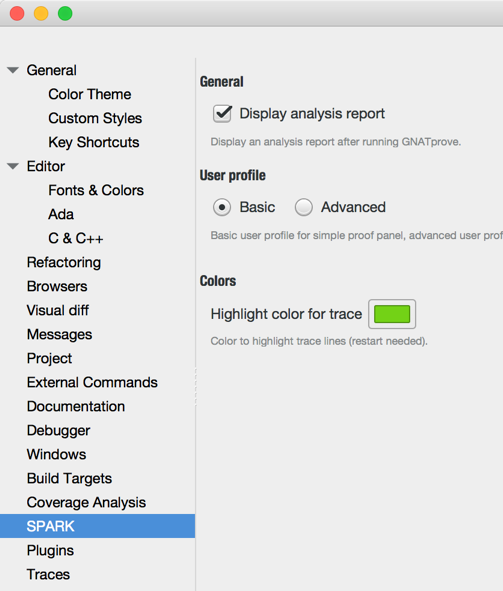 General
Color Theme
Custom Styles
Key Shortcuts
Editor
Fonts & Colors
Ada
C & C++
Refactoring
Browsers
Visual diff
Messages
Project
External Commands
Documentation
Debugger
Windows
Build Targets
Coverage Analysis
SPARK
Plugins
Traces
General
Display analysis report
Display an analysis report after running GNATprove.
User profile
Basic Advanced
Basic user profile for simple proof panel, advanced user prof
Colors
Highlight color for trace
Color to highlight trace lines (restart needed).